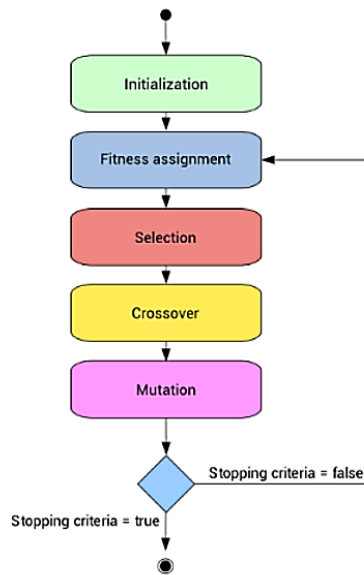 Initialization
Fitness assignment
Selection
Crossover
Mutation
Stopping criteria = false
Stopping criteria = true